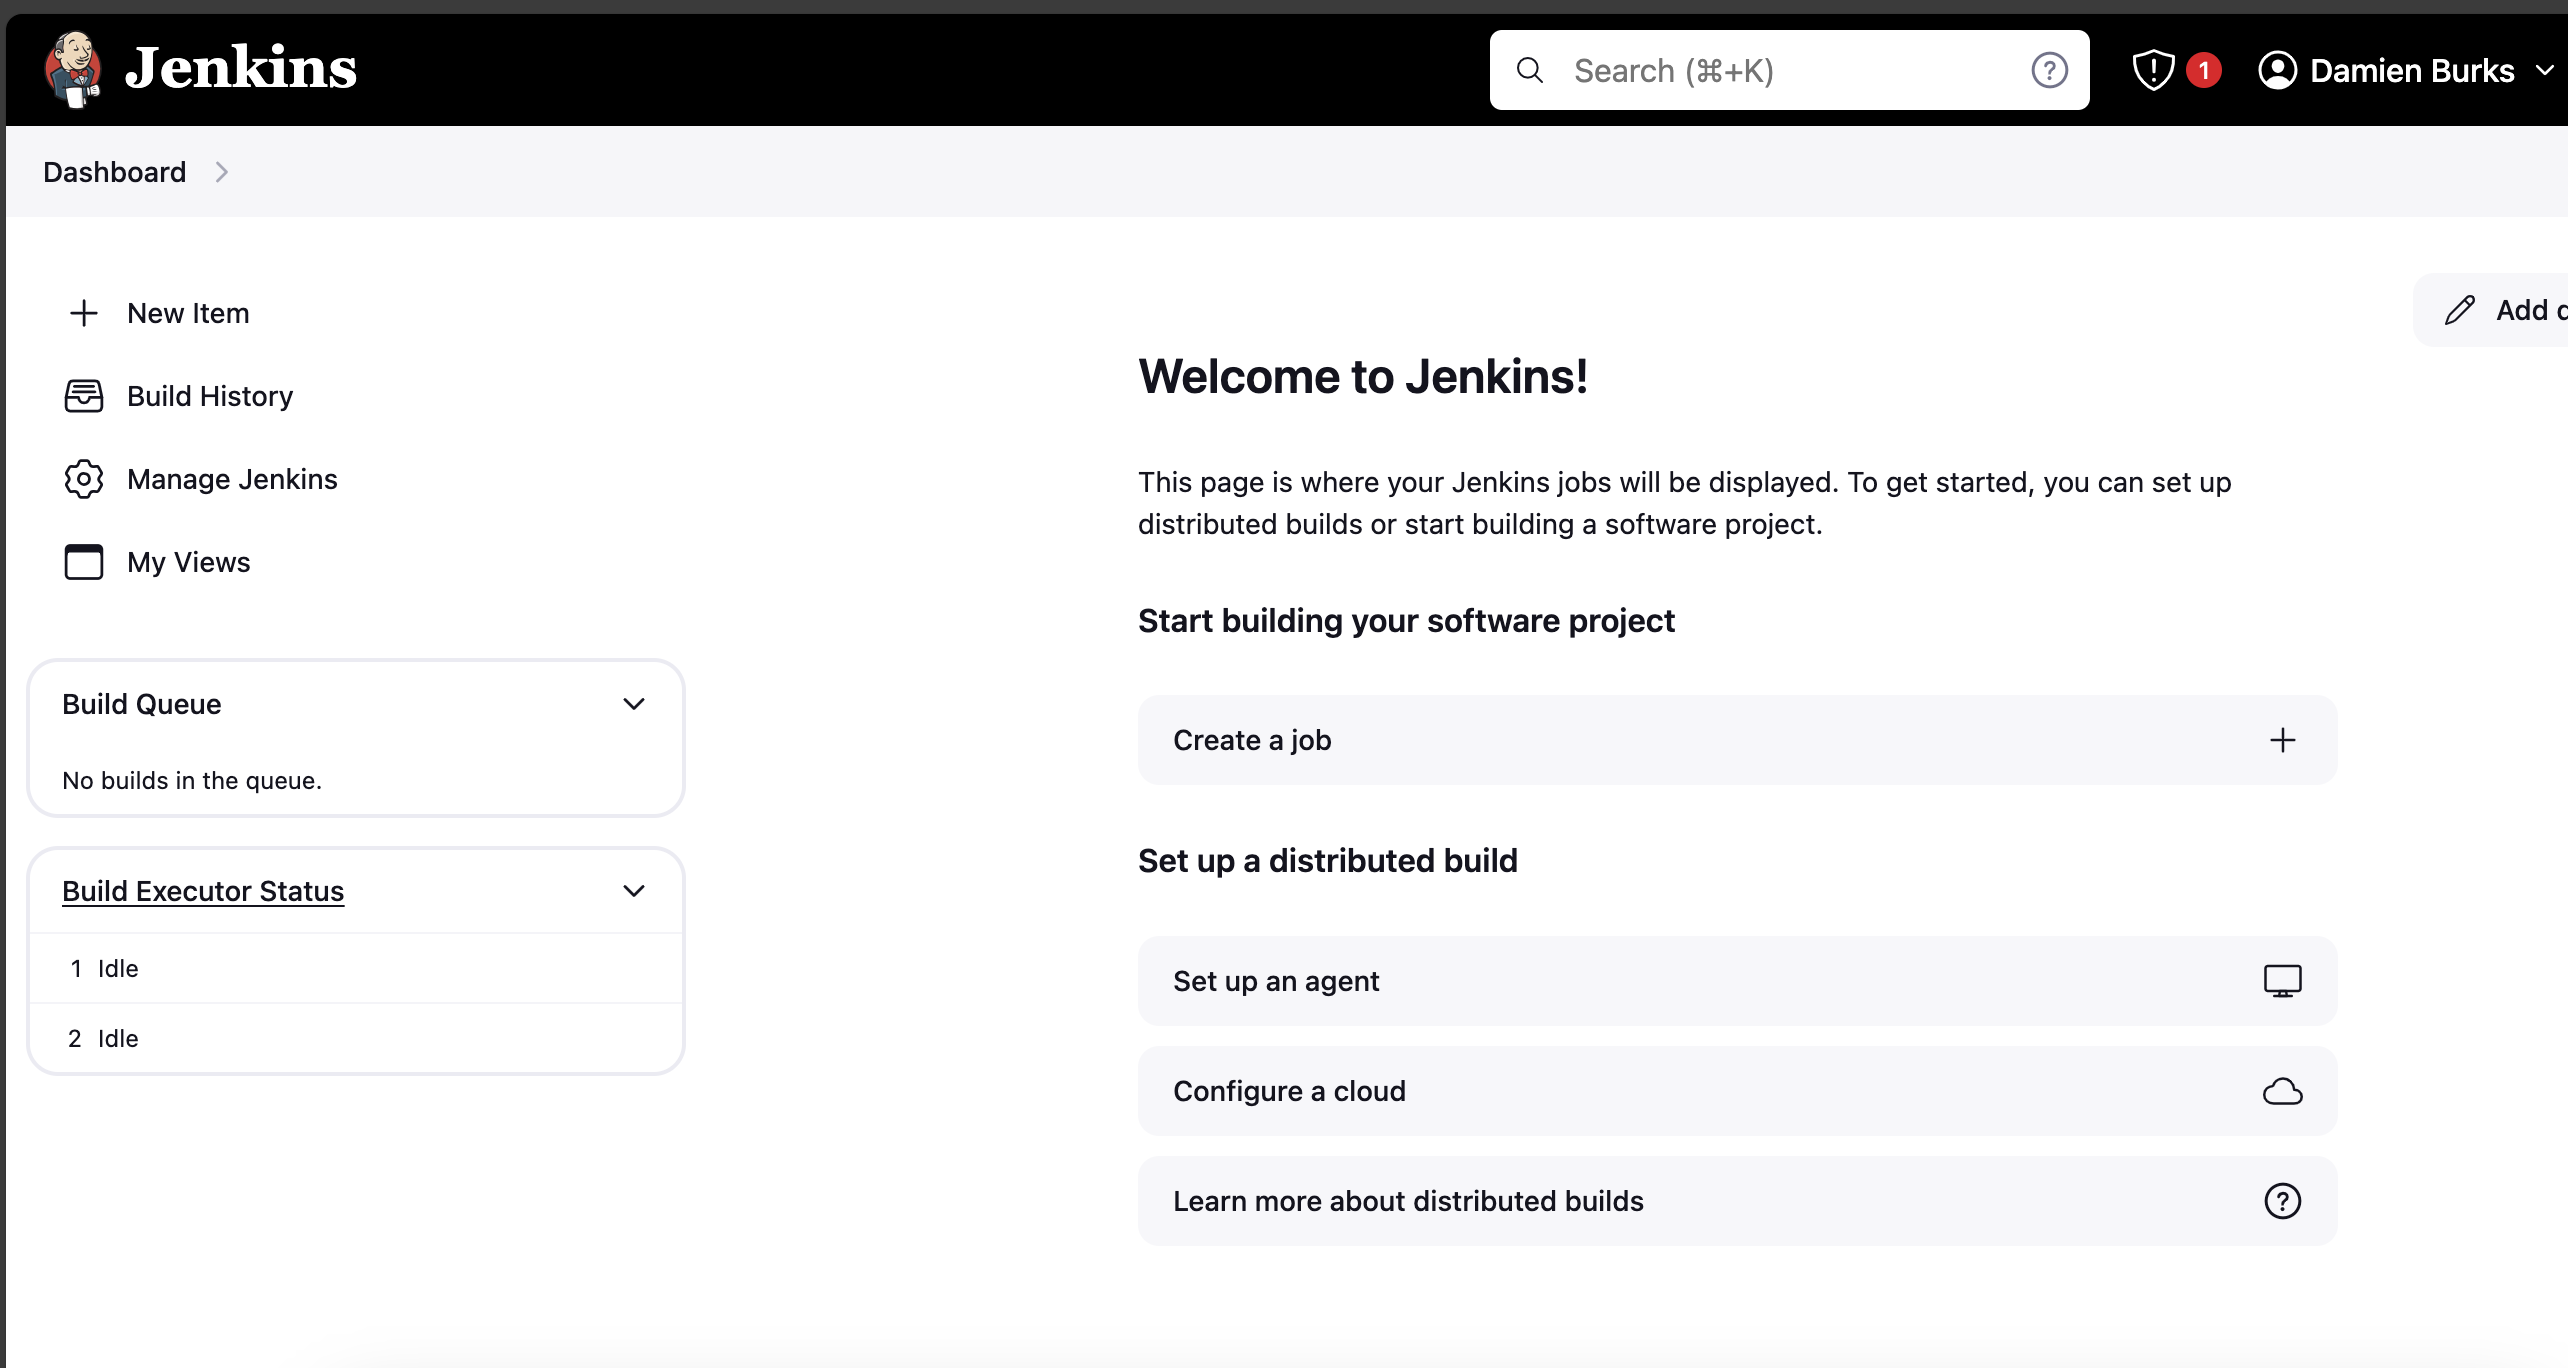 Jenkins
Search (⌘+K)
1
Damien Burks
Dashboard
New Item
Build History
Manage Jenkins
My Views
Build Queue
No builds in the queue.
Build Executor Status
1 Idle
2 Idle
Add
Welcome to Jenkins!
This page is where your Jenkins jobs will be displayed. To get started, you can set up
distributed builds or start building a software project.
Start building your software project
Create a job
Set up a distributed build
Set up an agent
Configure a cloud
Learn more about distributed builds